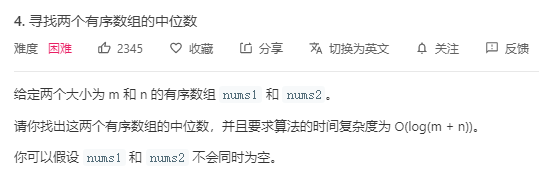 4. 寻找两个有序数组的中位数
难度 困难 2345 收藏 分享 切换为英文 关注 反馈
给定两个大小为 m 和 n 的有序数组 nums1 和 nums2。
请你找出这两个有序数组的中位数，并且要求算法的时间复杂度为 O(log(m + n))。
你可以假设 nums1 和 nums2 不会同时为空。